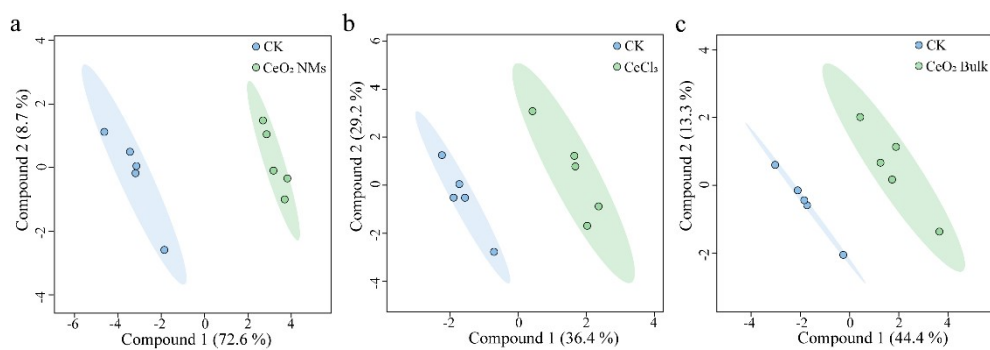 a
4
2
0
-2
-4
Compound 2 (8.7 %)
CK
CeO₂ NMs
-6
-4
-2
0
2
4
Compound 1 (72.6 %)
b
6
4
2
0
-2
-4
Compound 2 (29.2 %)
CK
CeCl₃
-2
0
2
4
Compound 1 (36.4 %)
c
4
2
0
-2
Compound 2 (13.3 %)
CK
CeO₂ Bulk
-4
-2
0
2
4
Compound 1 (44.4 %)